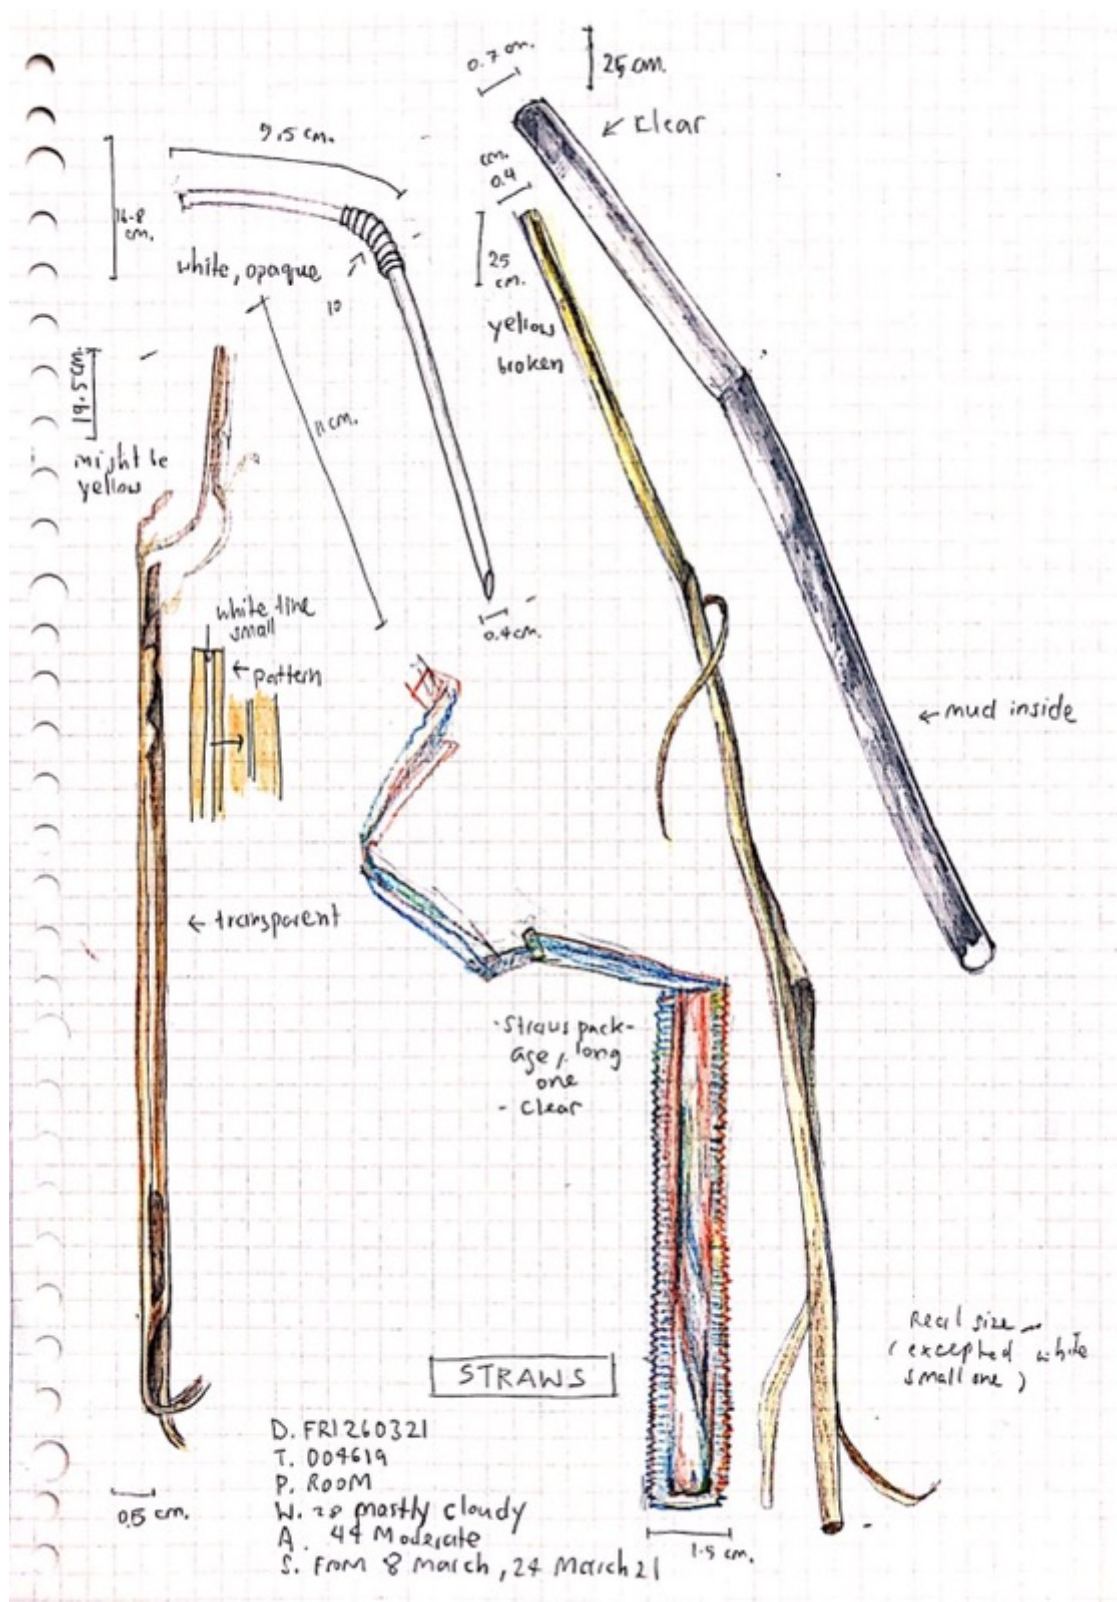 0.7 cm.
25 cm.
← clear
9.5 cm.
cm.
0.4
16.8
cm.
white, opaque
10
25
cm.
yellow
broken
19.5 cm.
might be
yellow
11 cm.
white line
small
← pattern
0.4 cm.
← mud inside
← transparent
- Straws pack-
age, long
one
- clear
Real size
(excepted white
small one)
STRAWS
D. FRI260321
T. 004619
P. ROOM
W. 28 mostly cloudy
A. 44 Moderate
S. From 8 march, 24 March 21
0.5 cm.
1.5 cm.